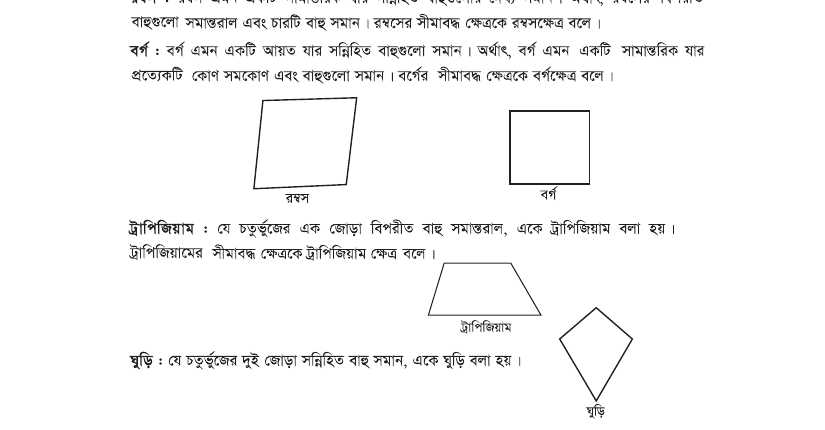 বাহুগুলো সমান্তরাল এবং চারটি বাহু সমান। রম্বসের সীমাবদ্ধ ক্ষেত্রকে রম্বসক্ষেত্র বলে।
বর্গ : বর্গ এমন একটি আয়ত যার সন্নিহিত বাহুগুলো সমান। অর্থাৎ, বর্গ এমন একটি সামান্তরিক যার
প্রত্যেকটি কোণ সমকোণ এবং বাহুগুলো সমান। বর্গের সীমাবদ্ধ ক্ষেত্রকে বর্গক্ষেত্র বলে।
রম্বস
বর্গ
ট্রাপিজিয়াম : যে চতুর্ভুজের এক জোড়া বিপরীত বাহু সমান্তরাল, একে ট্রাপিজিয়াম বলা হয়।
ট্রাপিজিয়ামের সীমাবদ্ধ ক্ষেত্রকে ট্রাপিজিয়াম ক্ষেত্র বলে।
ট্রাপিজিয়াম
ঘুড়ি : যে চতুর্ভুজের দুই জোড়া সন্নিহিত বাহু সমান, একে ঘুড়ি বলা হয়।
ঘুড়ি